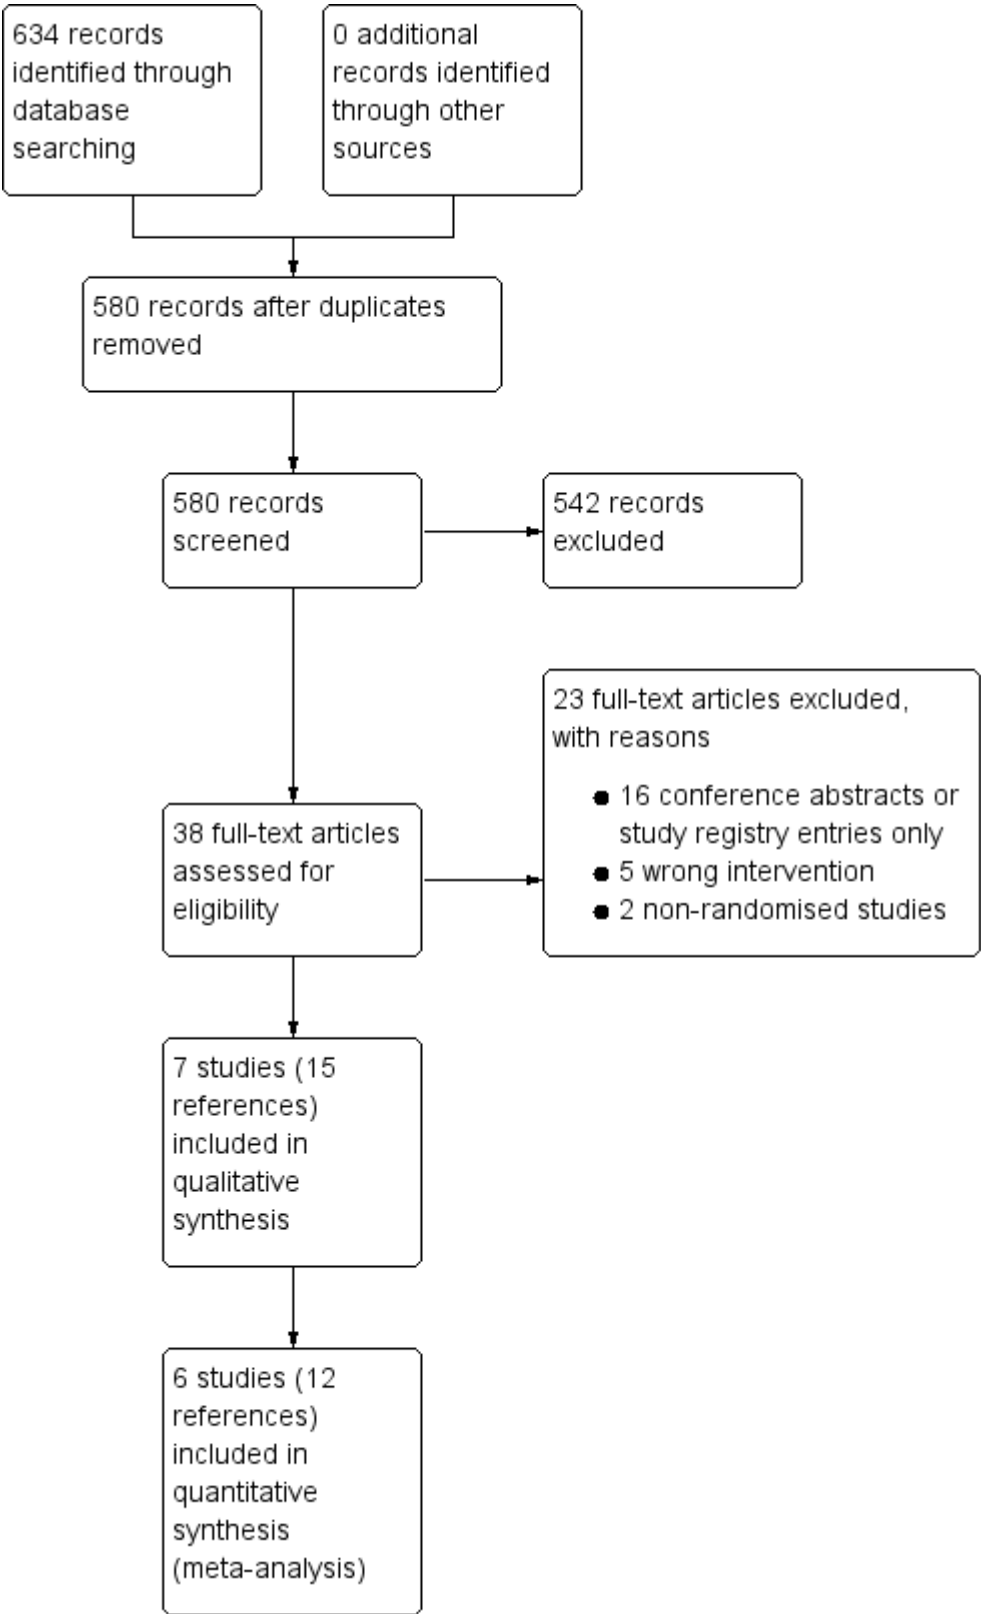 634 records
identified through
database
searching
0 additional
records identified
through other
sources
580 records after duplicates
removed
580 records
screened
542 records
excluded
23 full-text articles excluded,
with reasons
● 16 conference abstracts or
study registry entries only
● 5 wrong intervention
● 2 non-randomised studies
38 full-text articles
assessed for
eligibility
7 studies (15
references)
included in
qualitative
synthesis
6 studies (12
references)
included in
quantitative
synthesis
(meta-analysis)